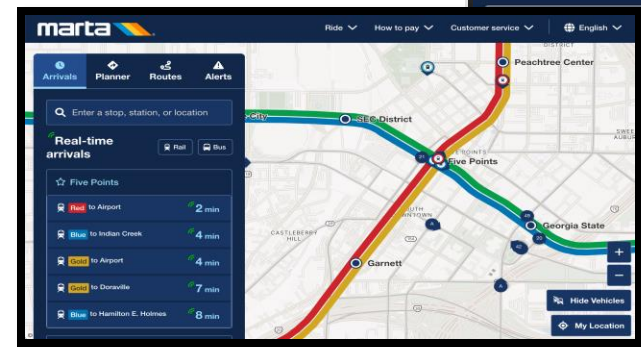 marta
Ride
How to pay
Customer service
English
Arrivals
Planner
Routes
Alerts
Enter a stop, station, or location
Real-time
arrivals
Rail
Bus
Five Points
Red to Airport
2 min
Blue to Indian Creek
4 min
Gold to Airport
4 min
Gold to Doraville
7 min
Blue to Hamilton E. Holmes
8 min
DISTRICT
Peachtree Center
City
SEC District
Five Points
Georgia State
CASTLEBERRY
HILL
Garnett
+
−
Hide Vehicles
My Location